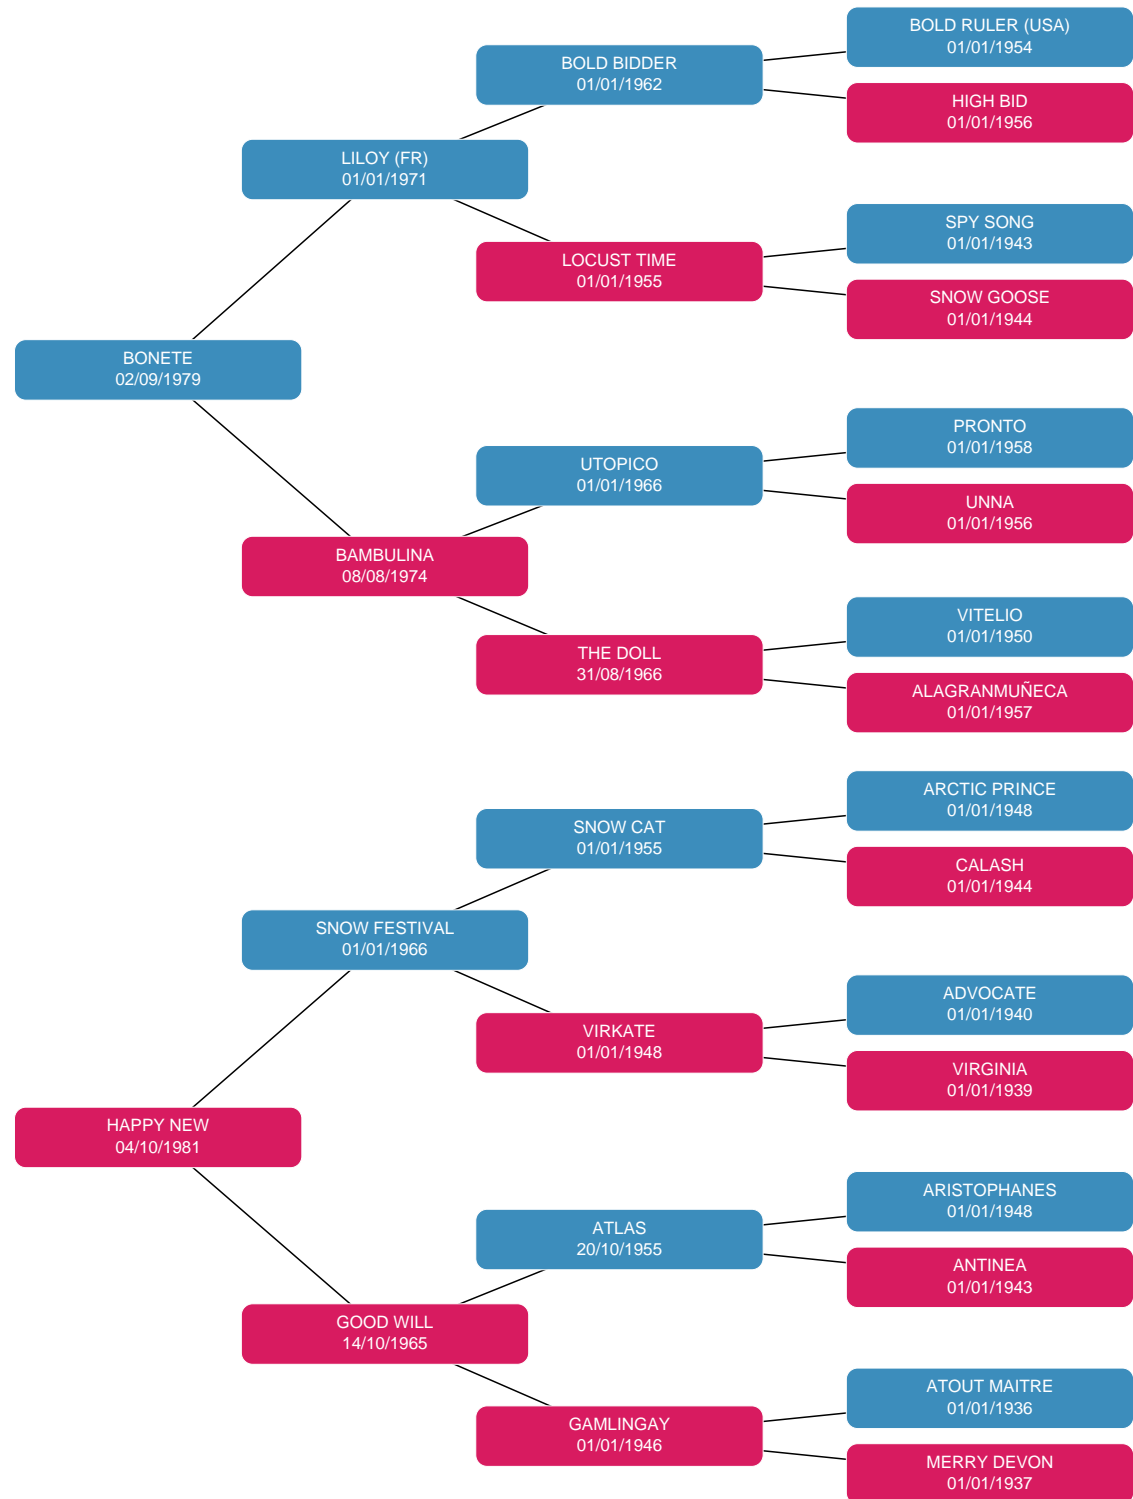 BOLD RULER (USA)
01/01/1954
BOLD BIDDER
01/01/1962
HIGH BID
01/01/1956
LILOY (FR)
01/01/1971
SPY SONG
01/01/1943
LOCUST TIME
01/01/1955
SNOW GOOSE
01/01/1944
BONETE
02/09/1979
PRONTO
01/01/1958
UTOPICO
01/01/1966
UNNA
01/01/1956
BAMBULINA
08/08/1974
VITELIO
01/01/1950
THE DOLL
31/08/1966
ALAGRANMUÑECA
01/01/1957
ARCTIC PRINCE
01/01/1948
SNOW CAT
01/01/1955
CALASH
01/01/1944
SNOW FESTIVAL
01/01/1966
ADVOCATE
01/01/1940
VIRKATE
01/01/1948
VIRGINIA
01/01/1939
HAPPY NEW
04/10/1981
ARISTOPHANES
01/01/1948
ATLAS
20/10/1955
ANTINEA
01/01/1943
GOOD WILL
14/10/1965
ATOUT MAITRE
01/01/1936
GAMLINGAY
01/01/1946
MERRY DEVON
01/01/1937